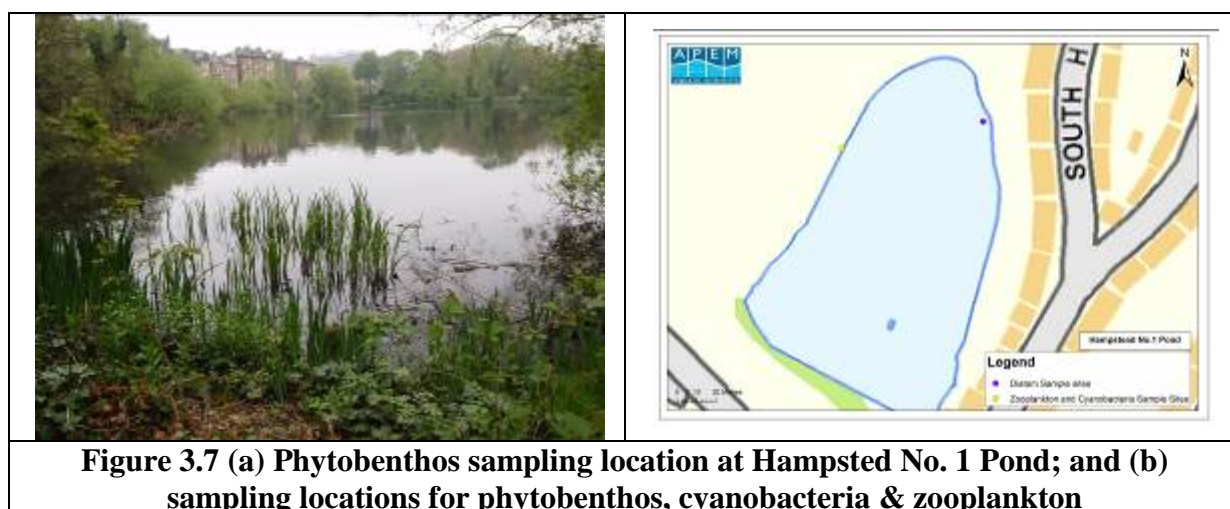 APEM
N
SOUTH H
Hampstead No.1 Pond
Legend
Diatom Sample sites
Zooplankton and Cyanobacteria Sample Sites
Figure 3.7 (a) Phytobenthos sampling location at Hampsted No. 1 Pond; and (b)
sampling locations for phytobenthos, cyanobacteria & zooplankton